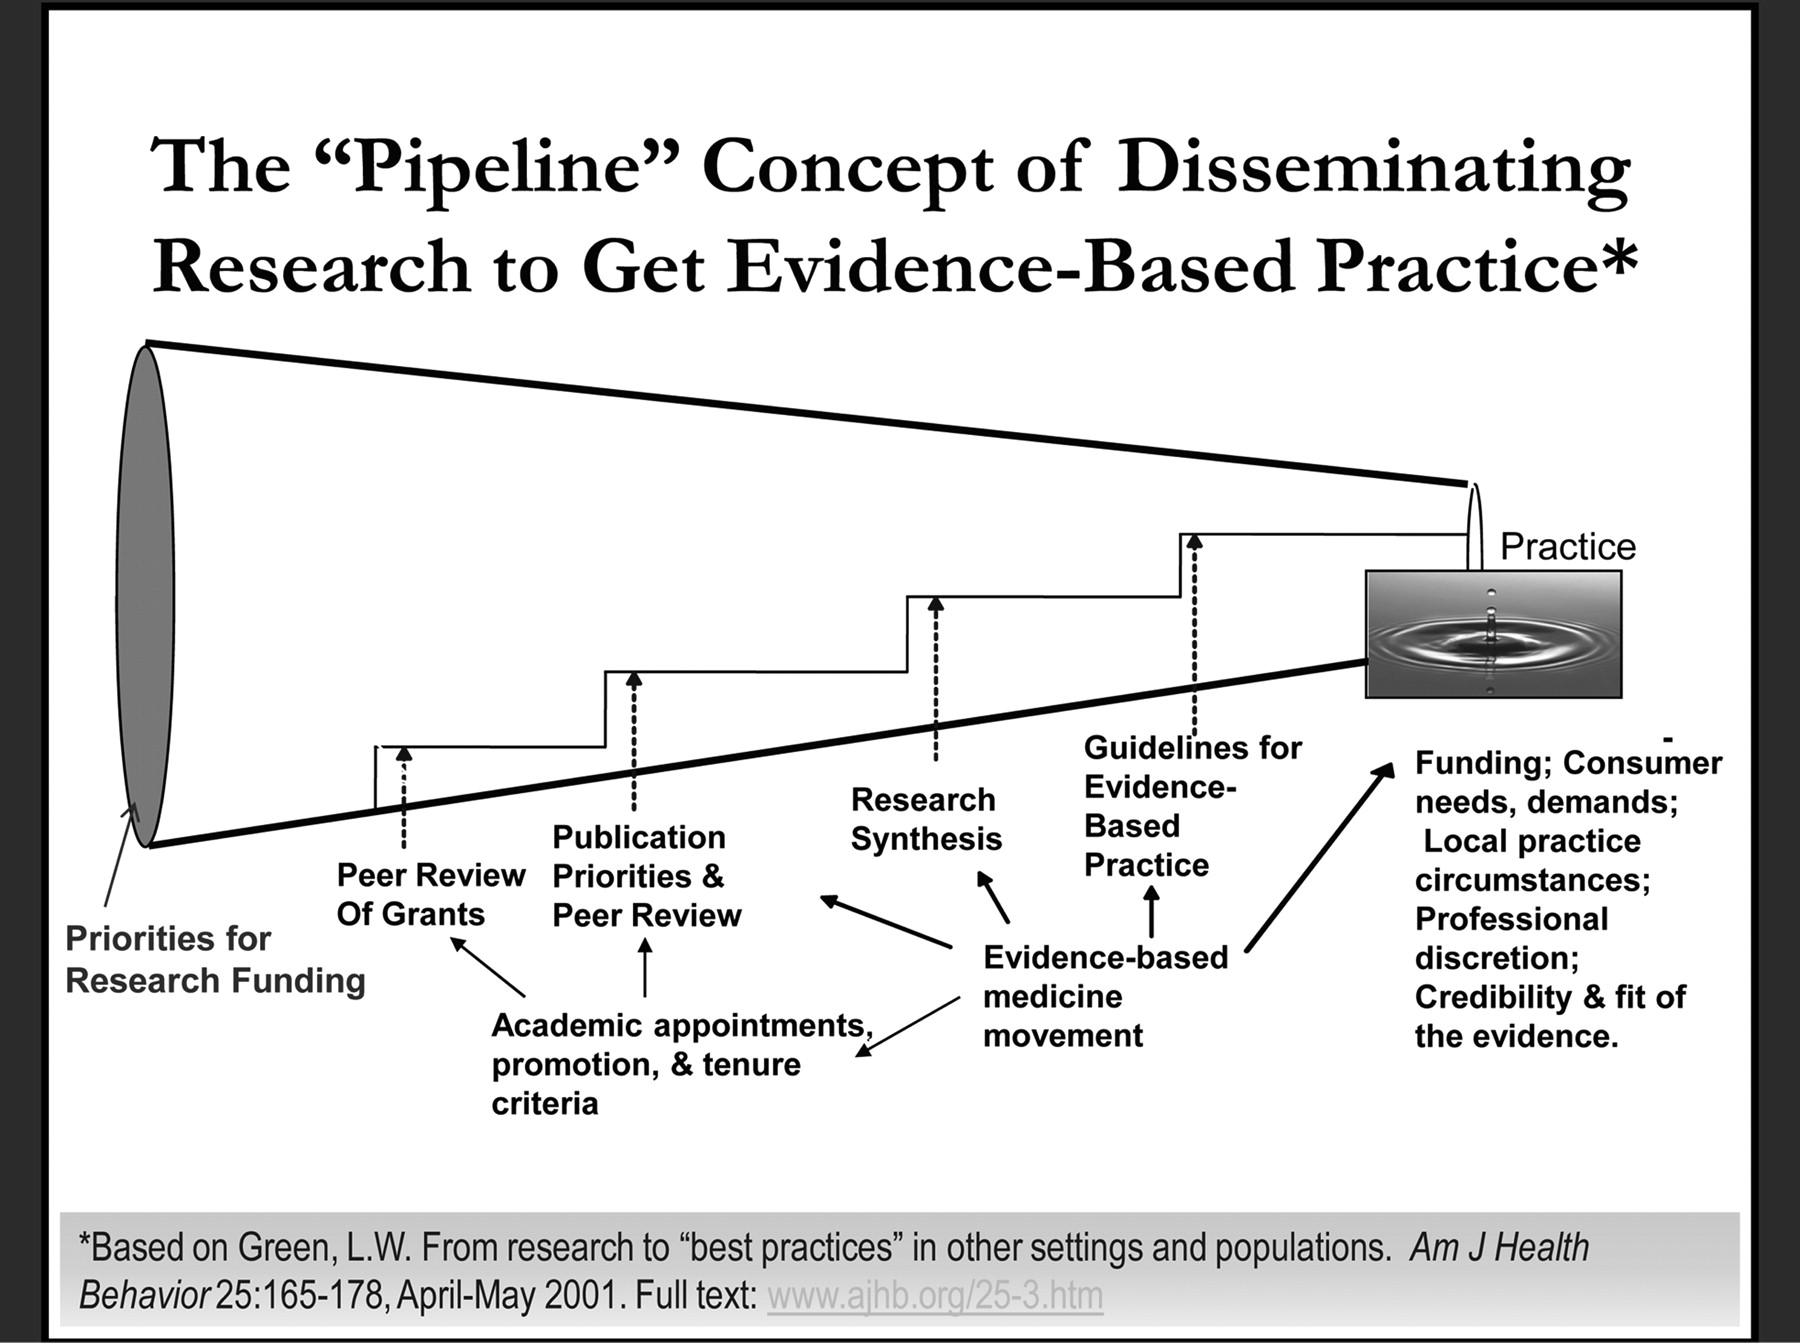 The “Pipeline” Concept of Disseminating
Research to Get Evidence-Based Practice*
Practice
Priorities for
Research Funding
Peer Review
Of Grants
Publication
Priorities &
Peer Review
Research
Synthesis
Guidelines for
Evidence-
Based
Practice
-
Funding; Consumer
needs, demands;
Local practice
circumstances;
Professional
discretion;
Credibility & fit of
the evidence.
Academic appointments,
promotion, & tenure
criteria
Evidence-based
medicine
movement
*Based on Green, L.W. From research to “best practices” in other settings and populations. Am J Health
Behavior 25:165-178, April-May 2001. Full text: www.ajhb.org/25-3.htm